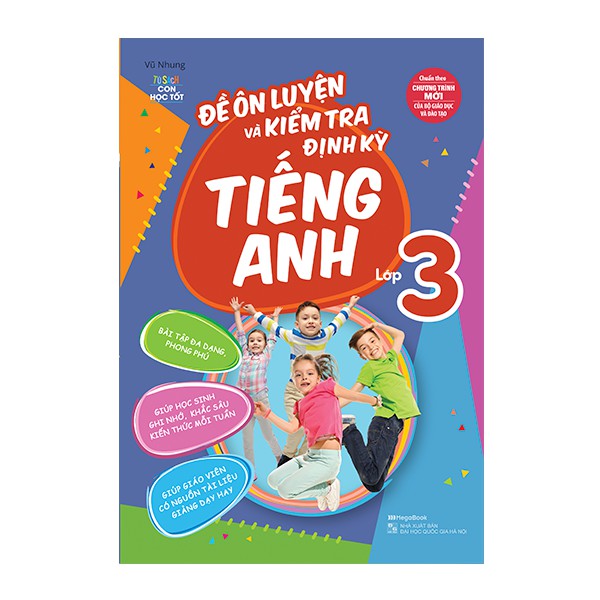 Vũ Nhung
TỦ SÁCH
CON
HỌC TỐT
Chuẩn theo
CHƯƠNG TRÌNH
MỚI
CỦA BỘ GIÁO DỤC
VÀ ĐÀO TẠO
ĐỀ ÔN LUYỆN
VÀ KIỂM TRA
ĐỊNH KỲ
TIẾNG
ANH
Lớp 3
BÀI TẬP ĐA DẠNG,
PHONG PHÚ
GIÚP HỌC SINH
GHI NHỚ, KHẮC SÂU
KIẾN THỨC MỖI TUẦN
GIÚP GIÁO VIÊN
CÓ NGUỒN TÀI LIỆU
GIẢNG DẠY HAY
MegaBook
NHÀ XUẤT BẢN
ĐẠI HỌC QUỐC GIA HÀ NỘI